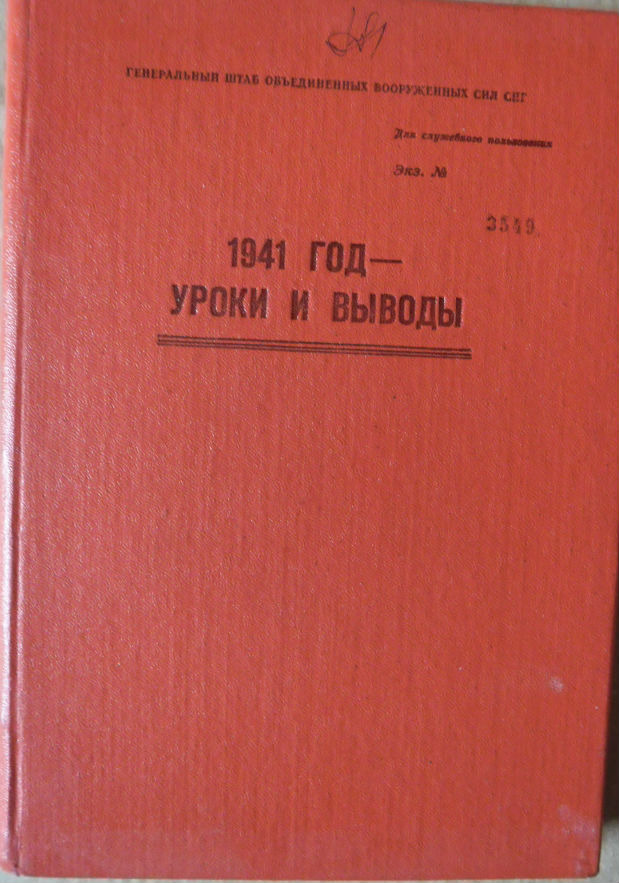 ГЕНЕРАЛЬНЫЙ ШТАБ ОБЪЕДИНЕННЫХ ВООРУЖЕННЫХ СИЛ СНГ
Для служебного пользования
Экз. №
3549
1941 ГОД—
УРОКИ И ВЫВОДЫ